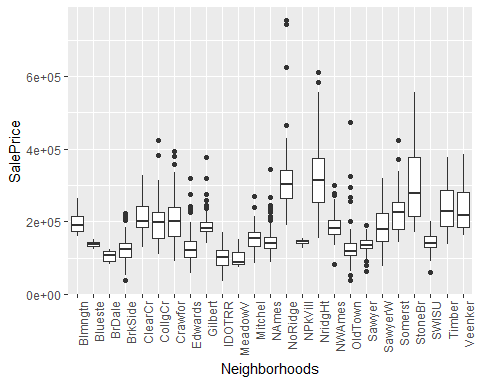 SalePrice
6e+05
4e+05
2e+05
0e+00
Blmngtn
Blueste
BrDale
BrkSide
ClearCr
CollgCr
Crawfor
Edwards
Gilbert
IDOTRR
MeadowV
Mitchel
NAmes
NoRidge
NPkVill
NridgHt
NWAmes
OldTown
Sawyer
SawyerW
Somerst
StoneBr
SWISU
Timber
Veenker
Neighborhoods